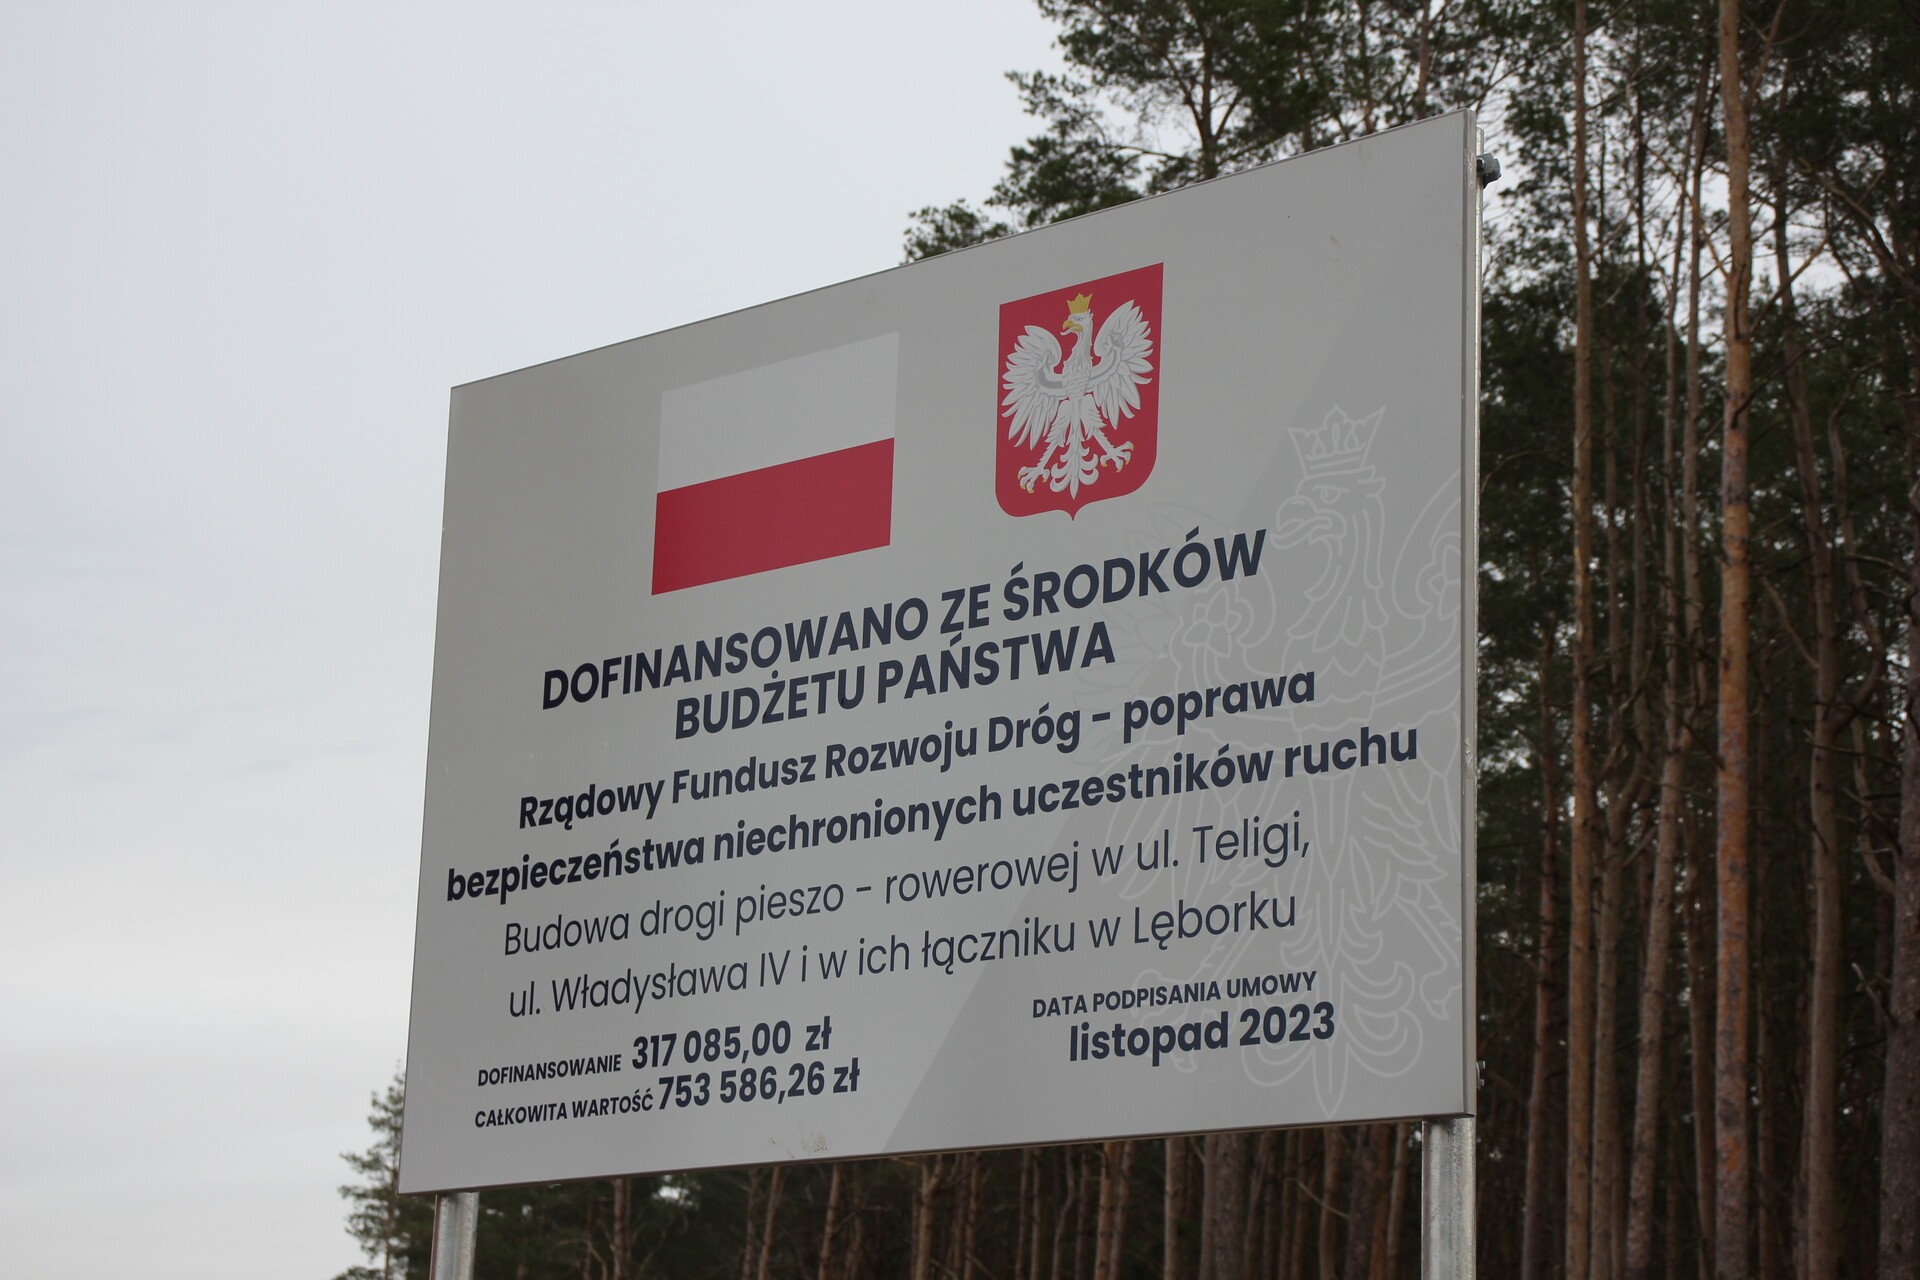 DOFINANSOWANO ZE ŚRODKÓW
BUDŻETU PAŃSTWA
Rządowy Fundusz Rozwoju Dróg - poprawa
bezpieczeństwa niechronionych uczestników ruchu
Budowa drogi pieszo - rowerowej w ul. Teligi,
ul. Władysława IV i w ich łączniku w Lęborku
DOFINANSOWANIE 317 085,00 zł
CAŁKOWITA WARTOŚĆ 753 586,26 zł
DATA PODPISANIA UMOWY
listopad 2023